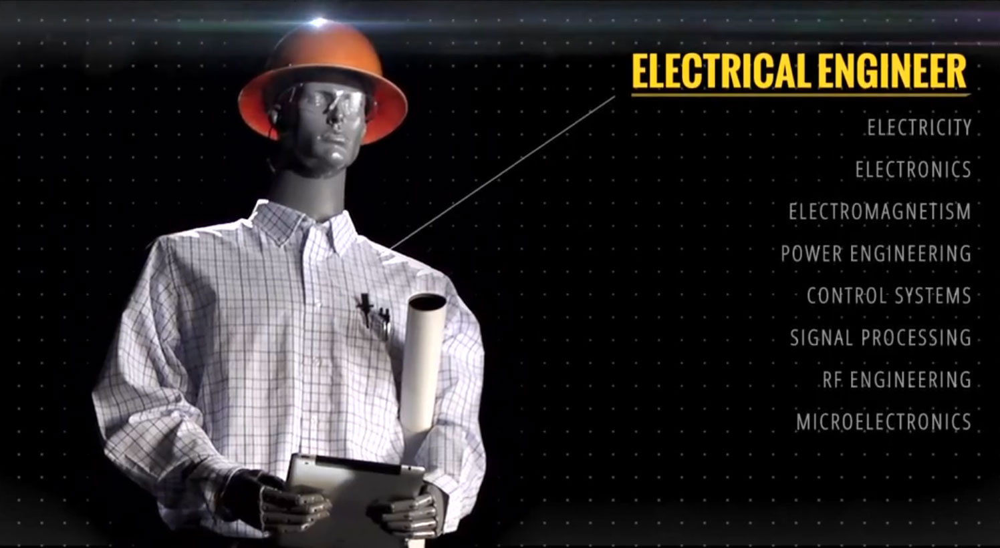 ELECTRICAL ENGINEER
ELECTRICITY
ELECTRONICS
ELECTROMAGNETISM
POWER ENGINEERING
CONTROL SYSTEMS
SIGNAL PROCESSING
RF ENGINEERING
MICROELECTRONICS